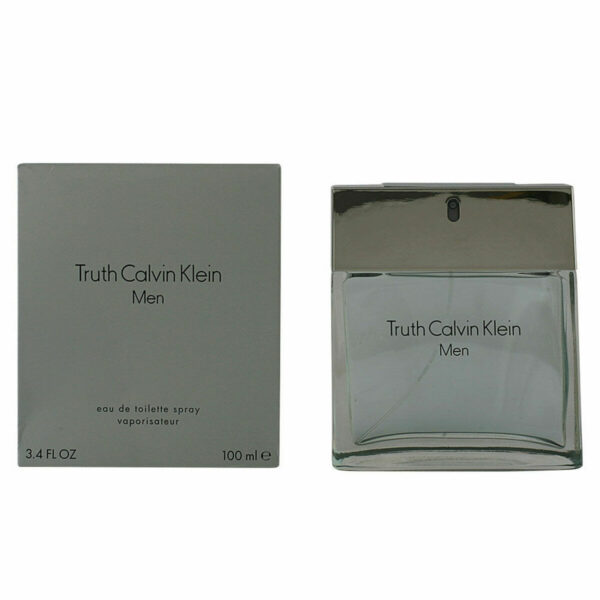 Truth Calvin Klein
Men
eau de toilette spray
vaporisateur
3.4 FL OZ 100 ml ℮
Truth Calvin Klein
Men